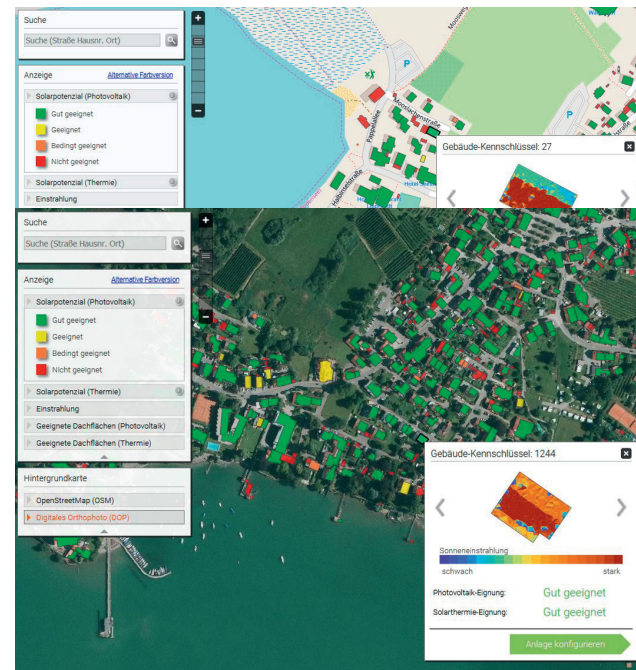 Suche
Suche (Straße Hausnr. Ort)
Anzeige Alternative Farbversion
Solarpotenzial (Photovoltaik)
Gut geeignet
Geeignet
Bedingt geeignet
Nicht geeignet
Solarpotenzial (Thermie)
Einstrahlung
P
P
Mooslachenstraße
Pappelallee
Halbinselstraße
Gebäude-Kennschlüssel: 27
Suche
Suche (Straße Hausnr. Ort)
Anzeige Alternative Farbversion
Solarpotenzial (Photovoltaik)
Gut geeignet
Geeignet
Bedingt geeignet
Nicht geeignet
Solarpotenzial (Thermie)
Einstrahlung
Geeignete Dachflächen (Photovoltaik)
Geeignete Dachflächen (Thermie)
Hintergrundkarte
OpenStreetMap (OSM)
Digitales Orthophoto (DOP)
Gebäude-Kennschlüssel: 1244
Sonneneinstrahlung
schwach stark
Photovoltaik-Eignung: Gut geeignet
Solarthermie-Eignung: Gut geeignet
Anlage konfigurieren